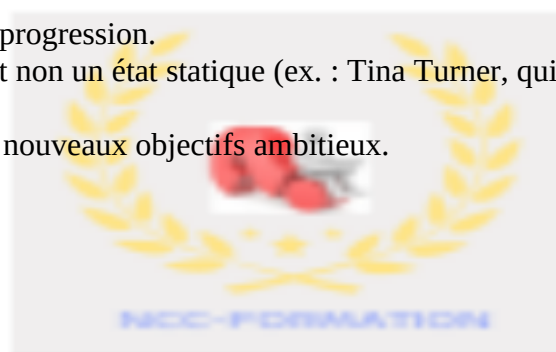 progression.
t non un état statique (ex. : Tina Turner, qui
nouveaux objectifs ambitieux.
NCC-FORMATION